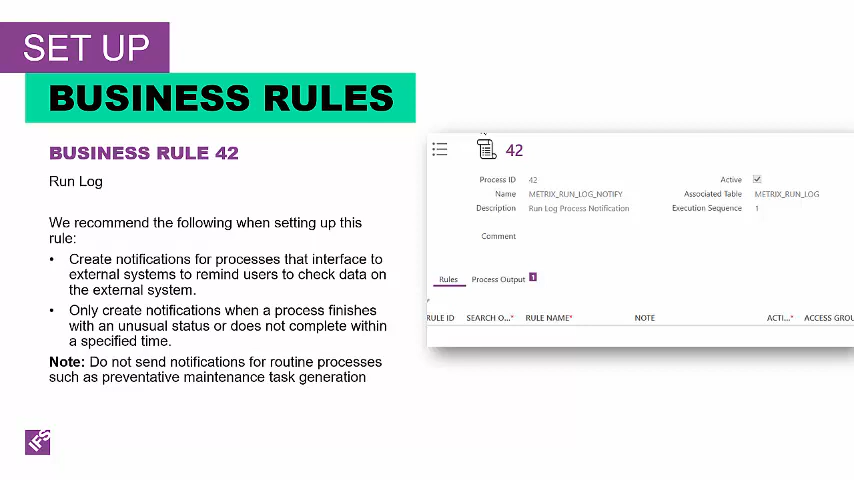 SET UP
BUSINESS RULES
BUSINESS RULE 42
Run Log
We recommend the following when setting up this
rule:
• Create notifications for processes that interface to
external systems to remind users to check data on
the external system.
• Only create notifications when a process finishes
with an unusual status or does not complete within
a specified time.
Note: Do not send notifications for routine processes
such as preventative maintenance task generation
IFS
42
Process ID 42 Active
Name METRIX_RUN_LOG_NOTIFY Associated Table METRIX_RUN_LOG
Description Run Log Process Notification Execution Sequence 1
Comment
Rules Process Output 1
RULE ID SEARCH O...* RULE NAME* NOTE ACTI...* ACCESS GROU